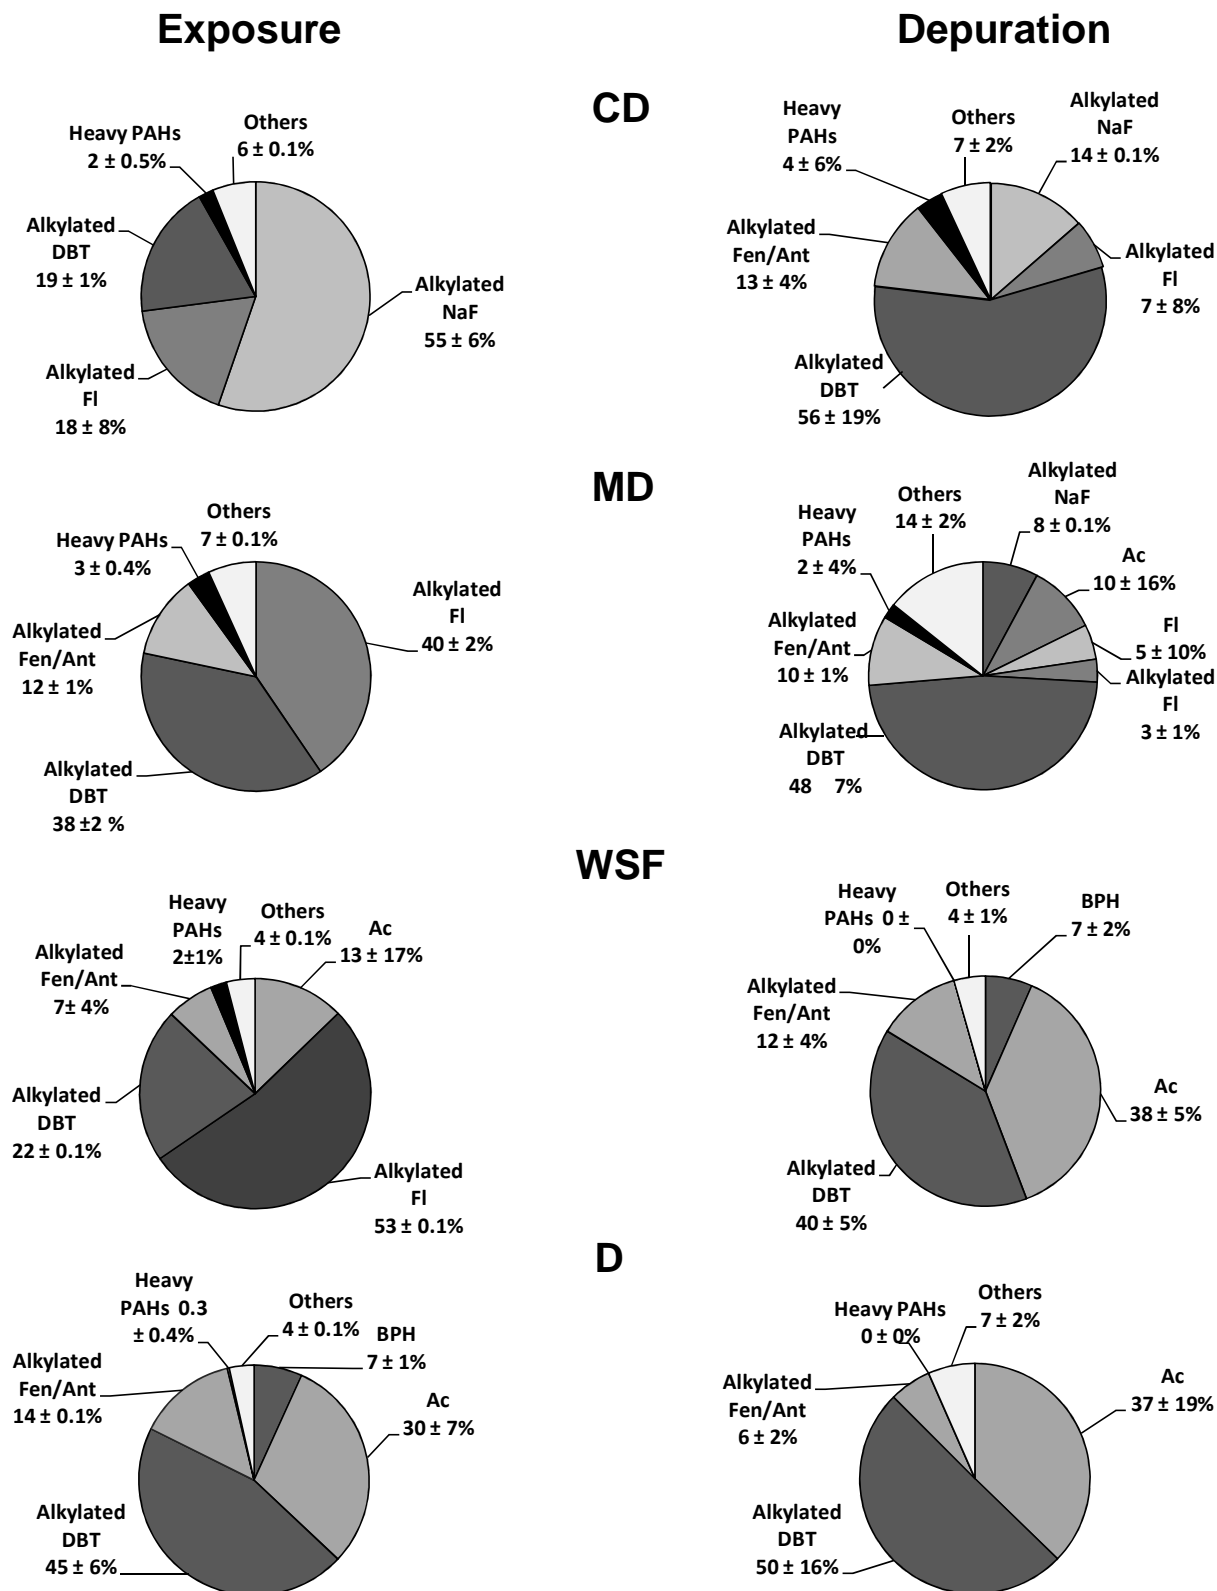 Exposure
Depuration
CD
Heavy PAHs
2 ± 0.5%
Others
6 ± 0.1%
Alkylated
DBT
19 ± 1%
Alkylated
NaF
55 ± 6%
Alkylated
Fl
18 ± 8%
Heavy
PAHs
4 ± 6%
Others
7 ± 2%
Alkylated
NaF
14 ± 0.1%
Alkylated
Fen/Ant
13 ± 4%
Alkylated
Fl
7 ± 8%
Alkylated
DBT
56 ± 19%
MD
Others
7 ± 0.1%
Heavy PAHs
3 ± 0.4%
Alkylated
Fl
40 ± 2%
Alkylated
Fen/Ant
12 ± 1%
Alkylated
DBT
38 ±2 %
Heavy
PAHs
2 ± 4%
Others
14 ± 2%
Alkylated
NaF
8 ± 0.1%
Ac
10 ± 16%
Fl
5 ± 10%
Alkylated
Fen/Ant
10 ± 1%
Alkylated
Fl
3 ± 1%
Alkylated
DBT
48 7%
WSF
Heavy
PAHs
2±1%
Others
4 ± 0.1%
Ac
13 ± 17%
Alkylated
Fen/Ant
7± 4%
Alkylated
DBT
22 ± 0.1%
Alkylated
Fl
53 ± 0.1%
Heavy
PAHs 0 ±
0%
Others
4 ± 1%
BPH
7 ± 2%
Alkylated
Fen/Ant
12 ± 4%
Ac
38 ± 5%
Alkylated
DBT
40 ± 5%
D
Heavy
PAHs 0.3
± 0.4%
Others
4 ± 0.1%
BPH
7 ± 1%
Alkylated
Fen/Ant
14 ± 0.1%
Ac
30 ± 7%
Alkylated
DBT
45 ± 6%
Heavy PAHs
0 ± 0%
Others
7 ± 2%
Alkylated
Fen/Ant
6 ± 2%
Ac
37 ± 19%
Alkylated
DBT
50 ± 16%